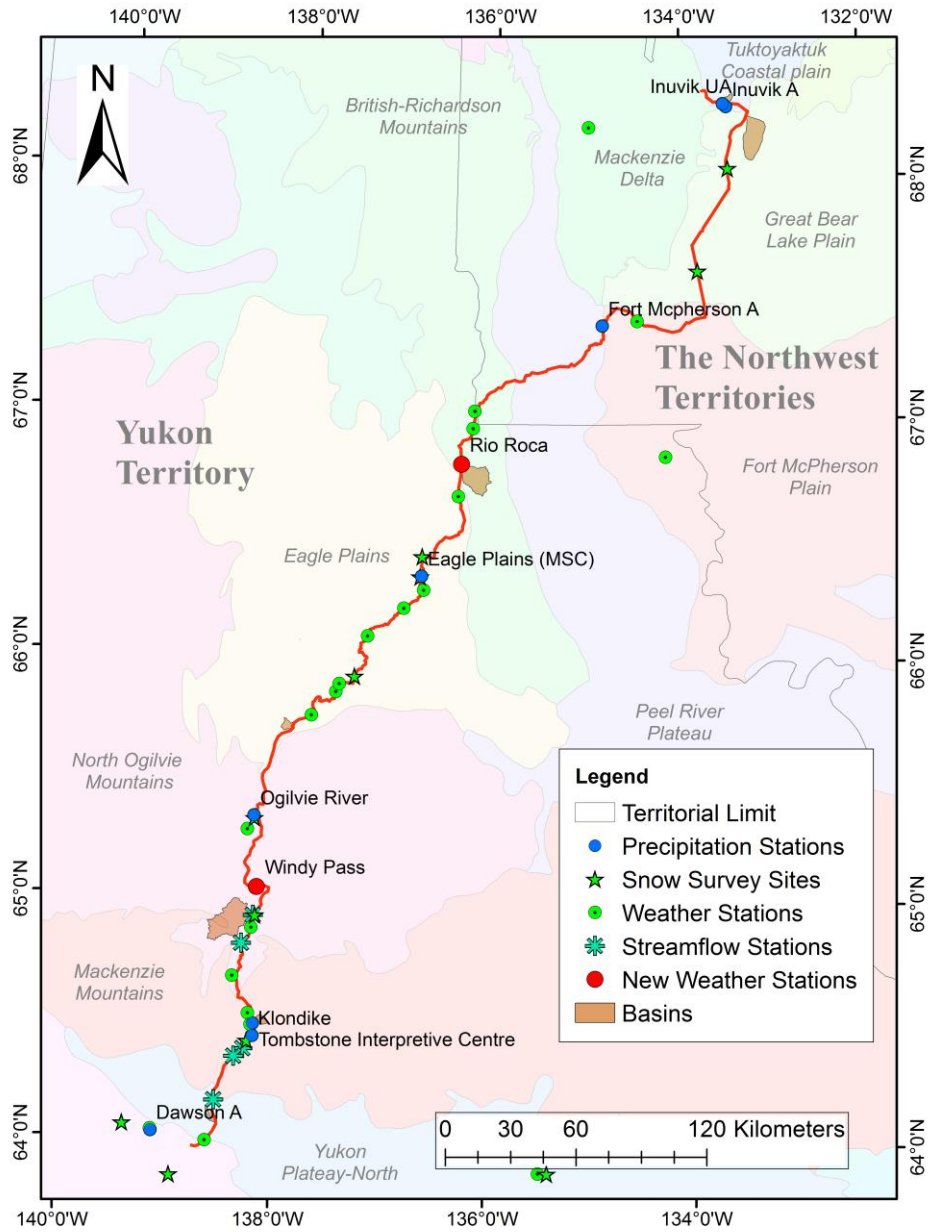 140°0'W 138°0'W 136°0'W 134°0'W 132°0'W
N
Tuktoyaktuk
Coastal plain
Inuvik UA
Inuvik A
British-Richardson
Mountains
68°0'N
68°0'N
Mackenzie
Delta
Great Bear
Lake Plain
Fort Mcpherson A
The Northwest
Territories
67°0'N
67°0'N
Yukon
Territory
Rio Roca
Fort McPherson
Plain
Eagle Plains
Eagle Plains (MSC)
66°0'N
66°0'N
Peel River
Plateau
North Ogilvie
Mountains
Ogilvie River
Windy Pass
65°0'N
65°0'N
Legend
Territorial Limit
Precipitation Stations
Snow Survey Sites
Weather Stations
Streamflow Stations
New Weather Stations
Basins
Mackenzie
Mountains
Klondike
Tombstone Interpretive Centre
Dawson A
64°0'N
64°0'N
Yukon
Plateay-North
0 30 60 120 Kilometers
140°0'W 138°0'W 136°0'W 134°0'W